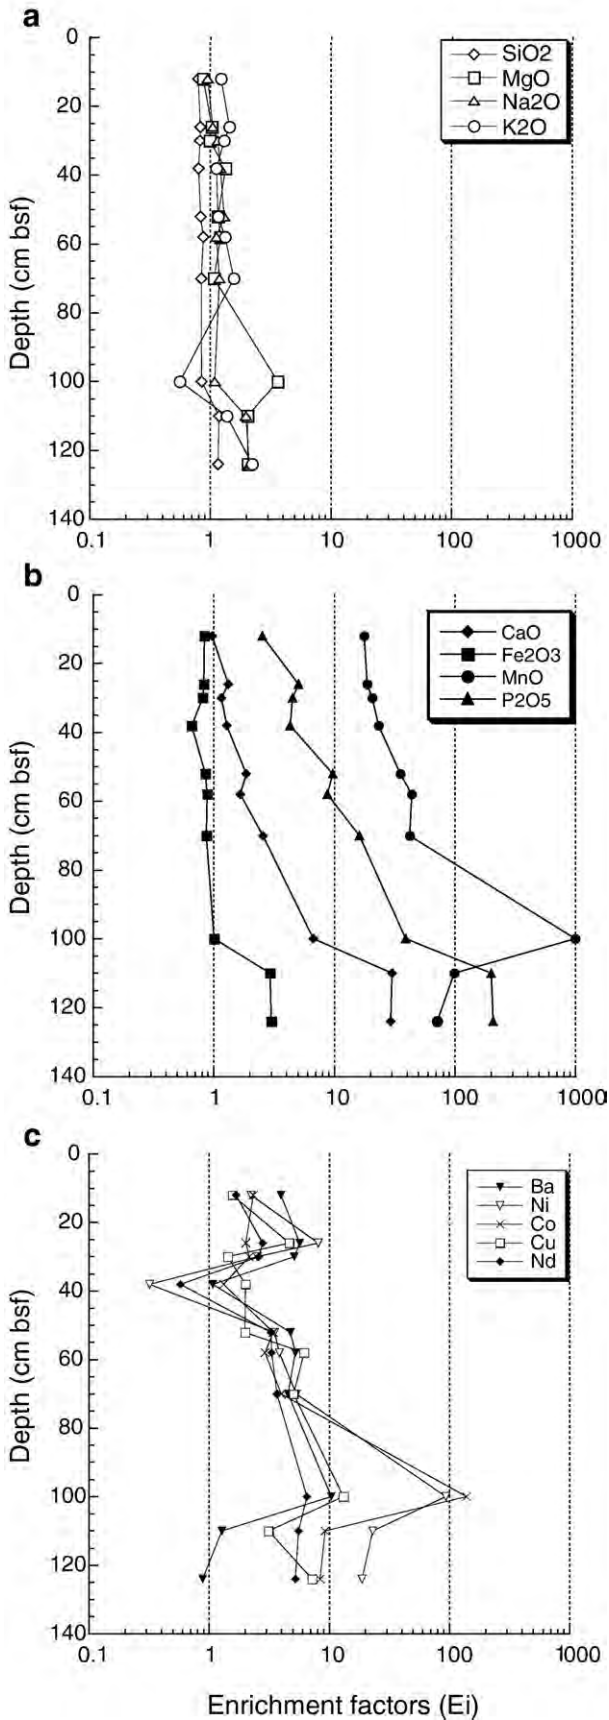 a
SiO2
MgO
Na2O
K2O
0
20
40
60
80
100
120
140
Depth (cm bsf)
0.1 1 10 100 1000
b
CaO
Fe2O3
MnO
P2O5
0
20
40
60
80
100
120
140
Depth (cm bsf)
0.1 1 10 100 1000
c
Ba
Ni
Co
Cu
Nd
0
20
40
60
80
100
120
140
Depth (cm bsf)
0.1 1 10 100 1000
Enrichment factors (Ei)